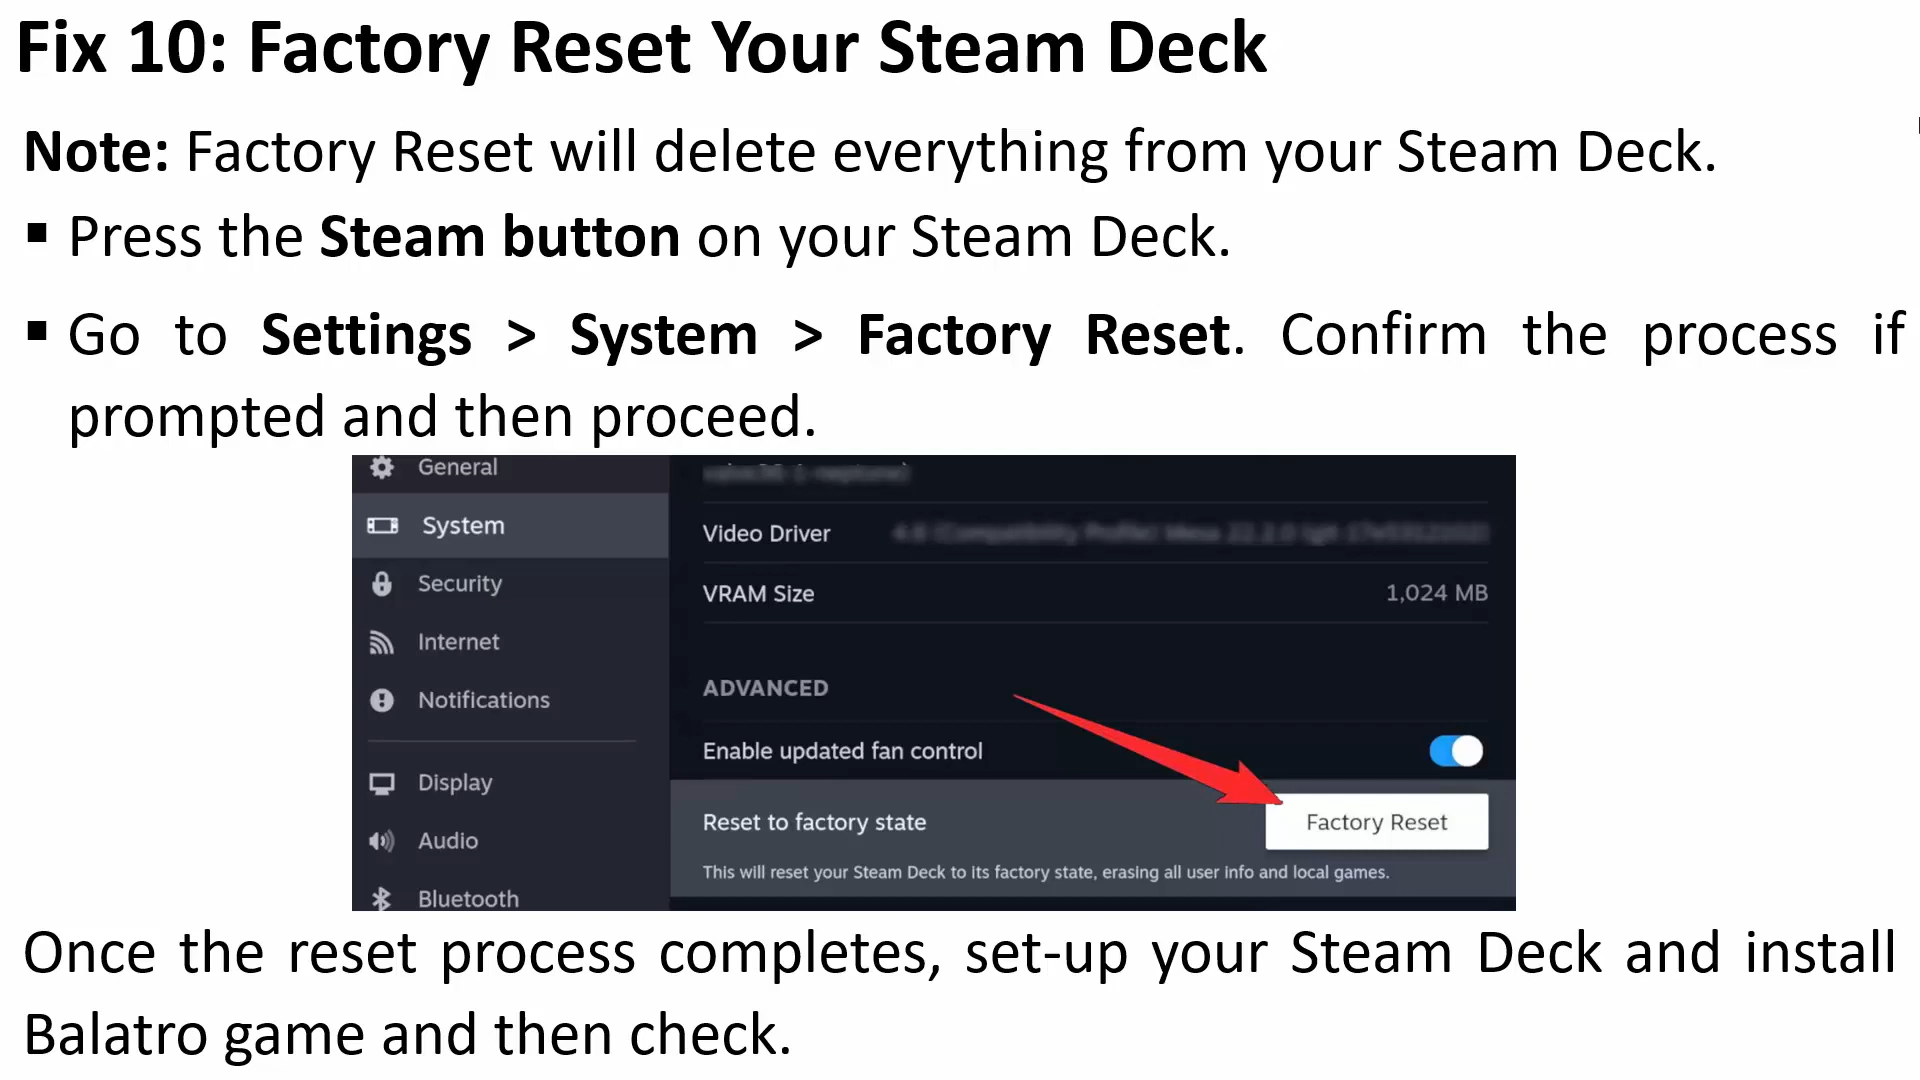 Fix 10: Factory Reset Your Steam Deck
Note: Factory Reset will delete everything from your Steam Deck.
▪ Press the Steam button on your Steam Deck.
▪ Go to Settings > System > Factory Reset. Confirm the process if
prompted and then proceed.
General
System
Security
Internet
Notifications
Display
Audio
Bluetooth
Video Driver
VRAM Size 1,024 MB
ADVANCED
Enable updated fan control
Reset to factory state Factory Reset
This will reset your Steam Deck to its factory state, erasing all user info and local games.
Once the reset process completes, set-up your Steam Deck and install
Balatro game and then check.